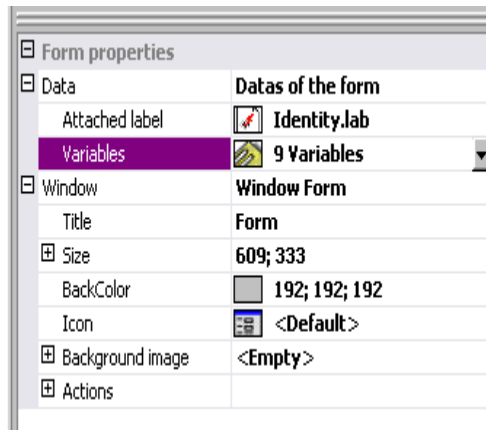 Form properties
Data Datas of the form
Attached label Identity.lab
Variables 9 Variables
Window Window Form
Title Form
Size 609; 333
BackColor 192; 192; 192
Icon <Default>
Background image <Empty>
Actions